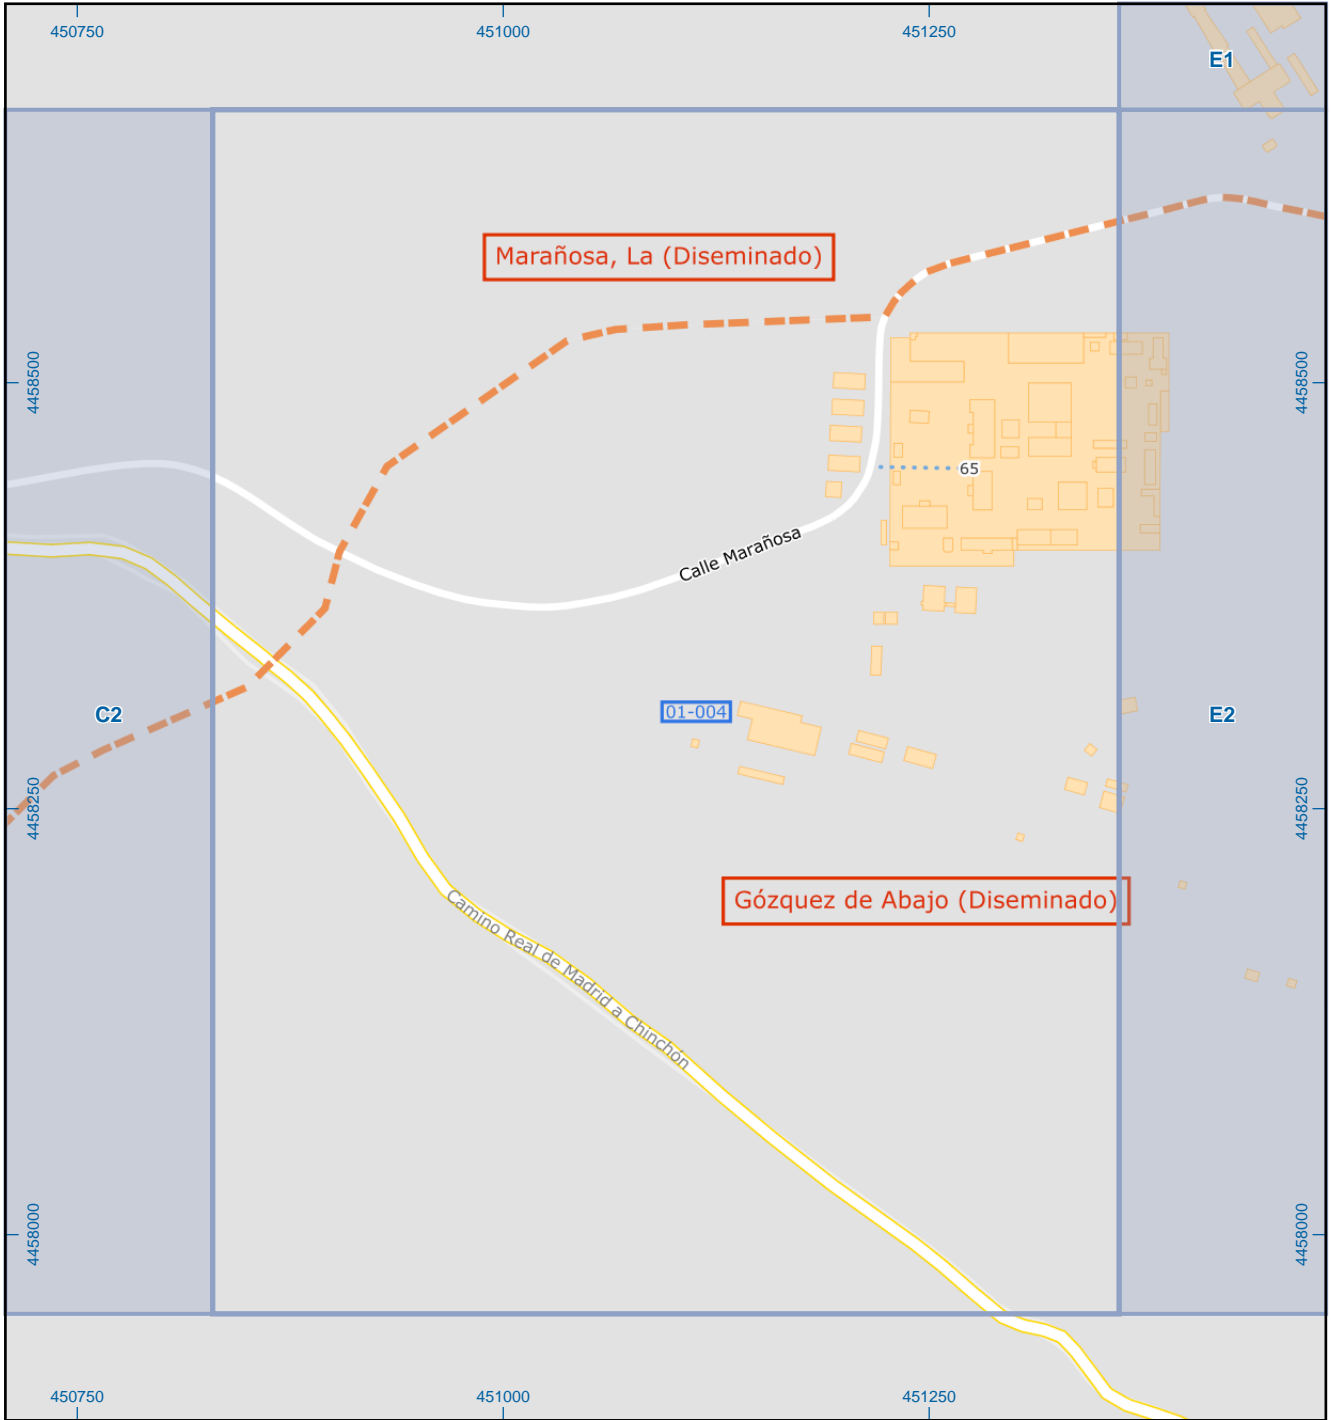 450750
451000
451250
E1
Marañosa, La (Diseminado)
4458500
4458500
65
Calle Marañosa
01-004
C2
E2
4458250
4458250
Gózquez de Abajo (Diseminado)
Camino Real de Madrid a Chinchón
4458000
4458000
450750
451000
451250